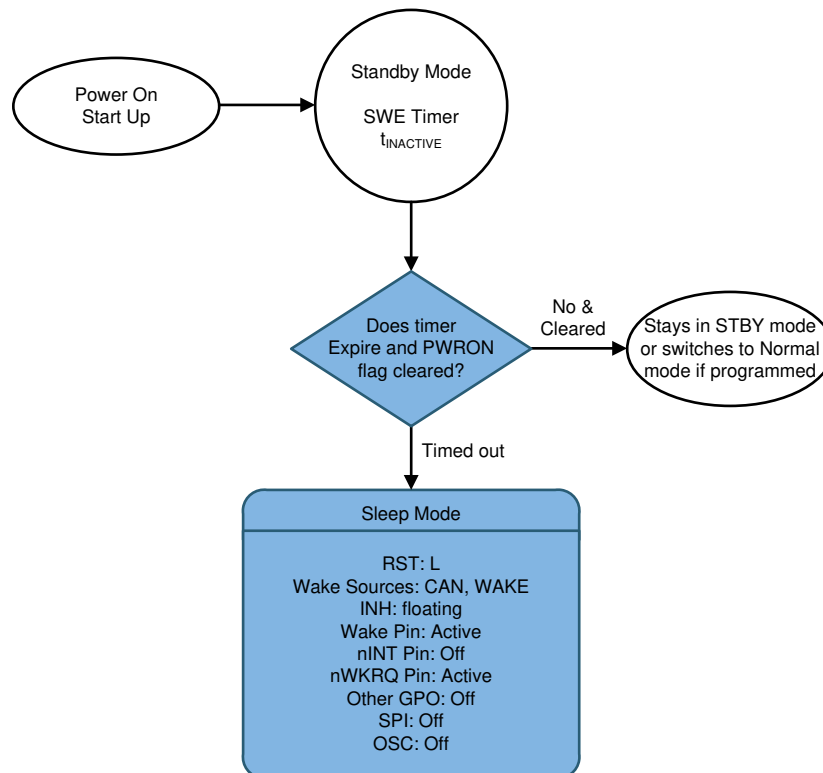 Power On
Start Up
Standby Mode
SWE Timer
tINACTIVE
Does timer
Expire and PWRON
flag cleared?
No &
Cleared
Stays in STBY mode
or switches to Normal
mode if programmed
Timed out
Sleep Mode
RST: L
Wake Sources: CAN, WAKE
INH: floating
Wake Pin: Active
nINT Pin: Off
nWKRQ Pin: Active
Other GPO: Off
SPI: Off
OSC: Off